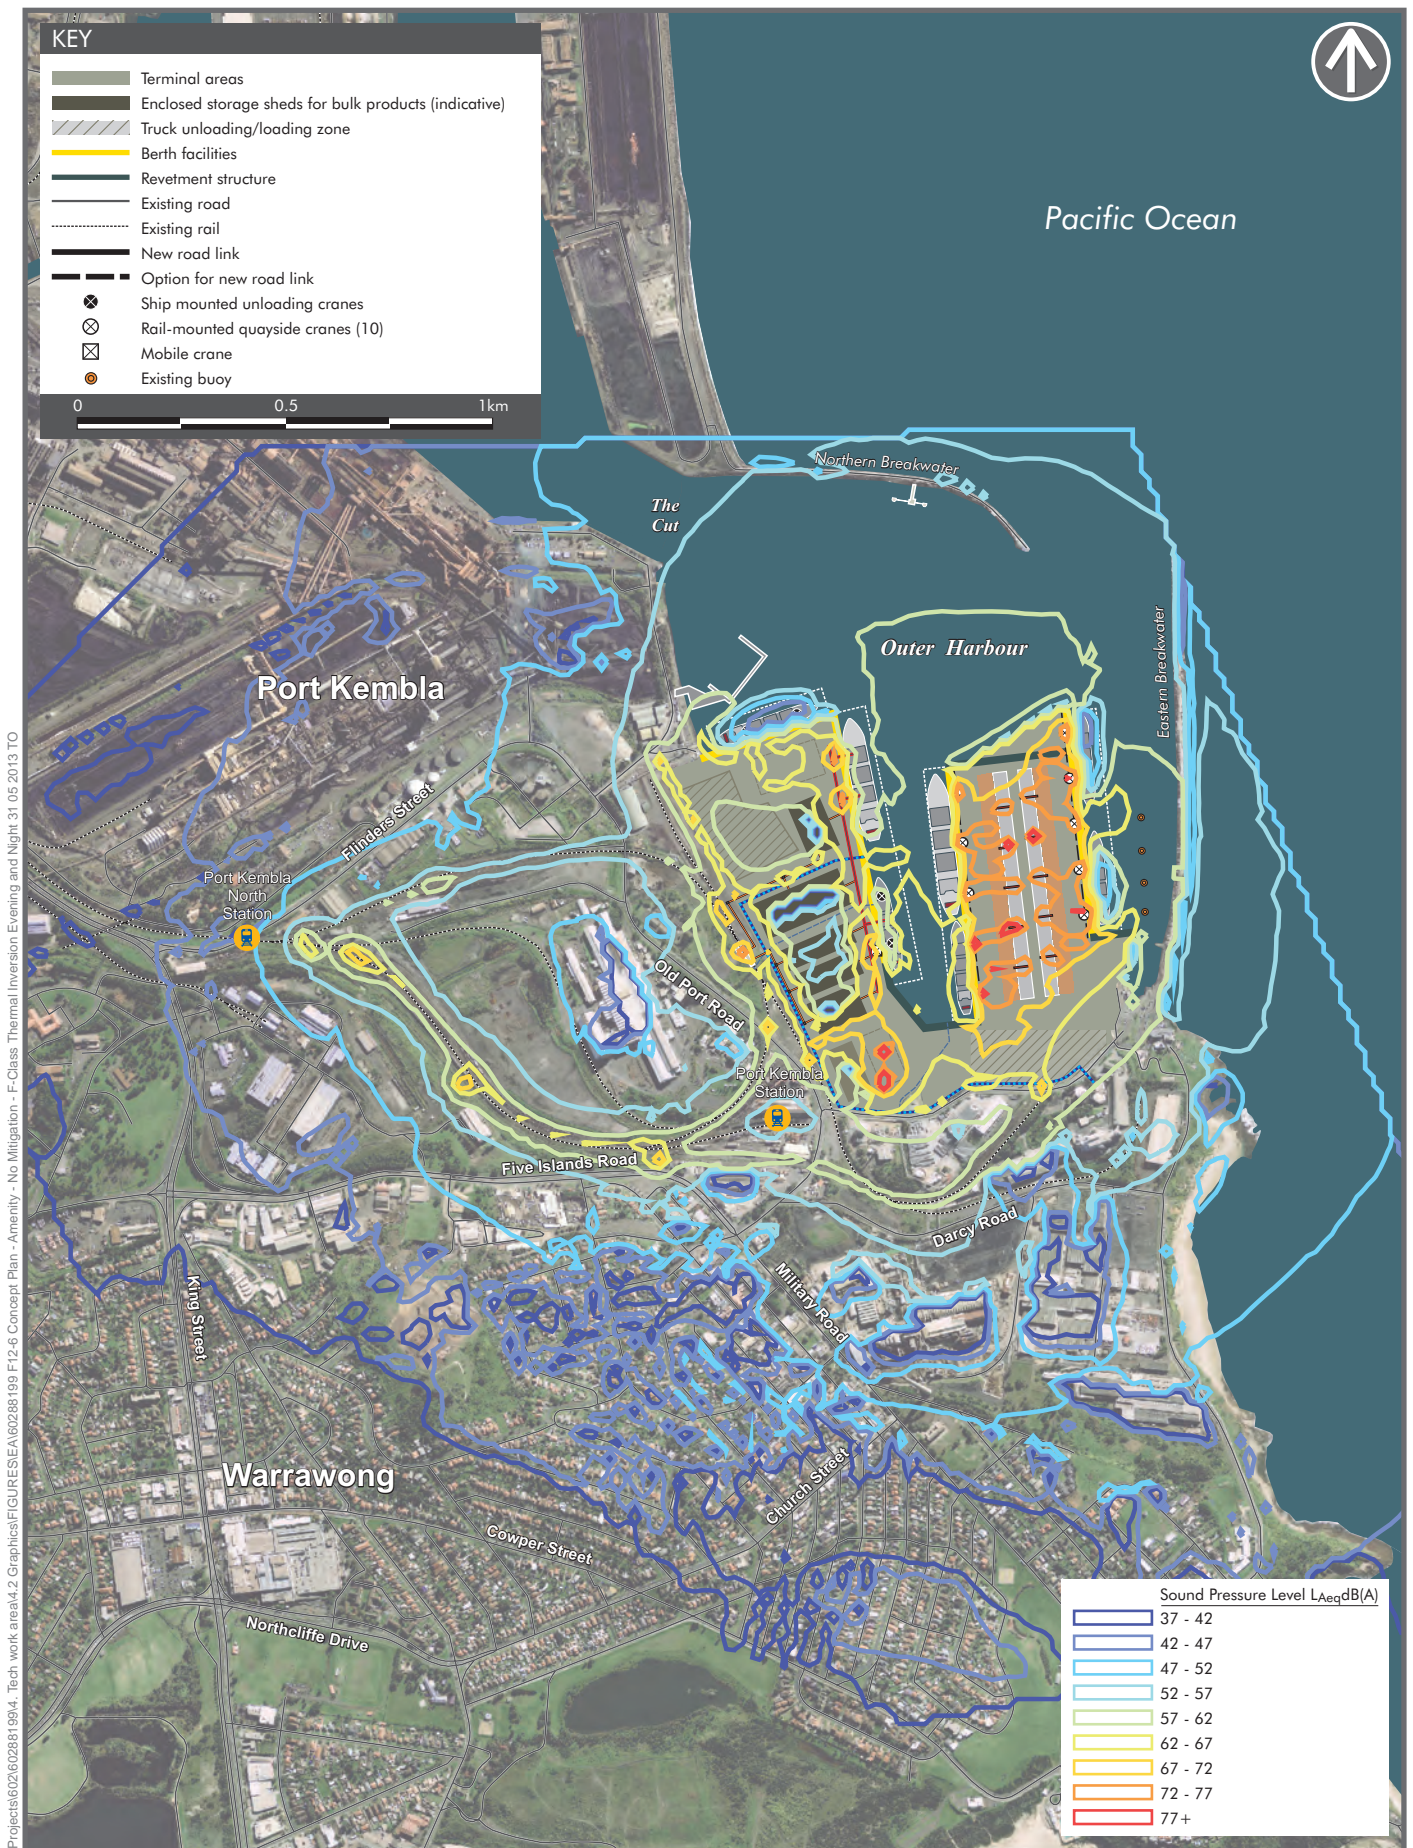 KEY
Terminal areas
Enclosed storage sheds for bulk products (indicative)
Truck unloading/loading zone
Berth facilities
Revetment structure
Existing road
Existing rail
New road link
Option for new road link
Ship mounted unloading cranes
Rail-mounted quayside cranes (10)
Mobile crane
Existing buoy
0 0.5 1km
Pacific Ocean
Northern Breakwater
The
Cut
Outer Harbour
Eastern Breakwater
Port Kembla
Flinders Street
Port Kembla
North
Station
Old Port Road
Port Kembla
Station
Five Islands Road
Darcy Road
Military Road
King Street
Warrawong
Church Street
Cowper Street
Northcliffe Drive
Sound Pressure Level LAeqdB(A)
37 - 42
42 - 47
47 - 52
52 - 57
57 - 62
62 - 67
67 - 72
72 - 77
77+
Projects\602\60288199\4. Tech work area\4.2 Graphics\FIGURES\EA\60288199 F12-6 Concept Plan - Amenity - No Mitigation - F-Class Thermal Inversion Evening and Night 31 05 2013 TO